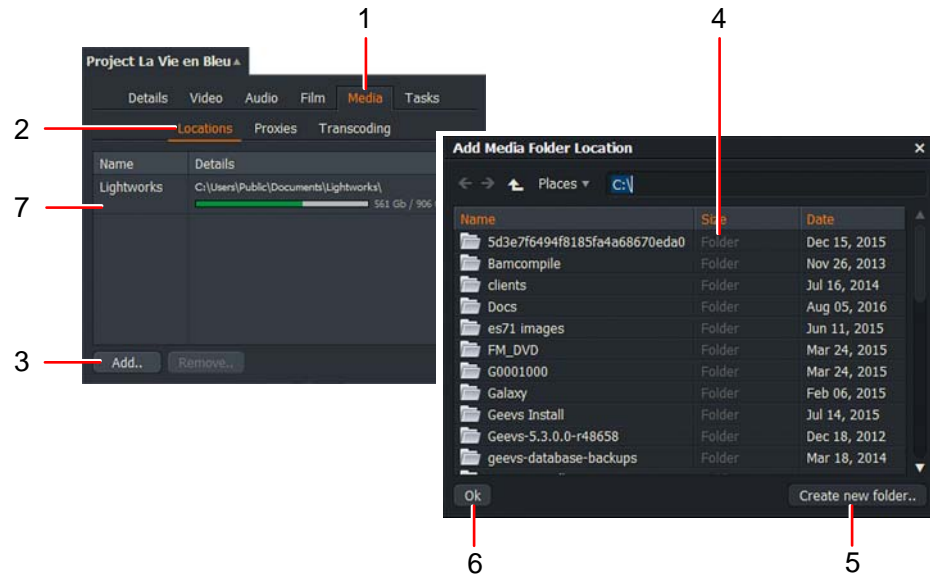 1
4
Project La Vie en Bleu
Details Video Audio Film Media Tasks
2
Locations Proxies Transcoding
Name Details
Lightworks C:\Users\Public\Documents\Lightworks\
561 Gb / 906
7
3
Add.. Remove..
Add Media Folder Location
Places C:\
Name Size Date
5d3e7f6494f8185fa4a68670eda0 Folder Dec 15, 2015
Bamcompile Folder Nov 26, 2013
clients Folder Jul 16, 2014
Docs Folder Aug 05, 2016
es71 images Folder Jun 11, 2015
FM_DVD Folder Mar 24, 2015
G0001000 Folder Mar 24, 2015
Galaxy Folder Feb 06, 2015
Geevs Install Folder Jul 14, 2015
Geevs-5.3.0.0-r48658 Folder Dec 18, 2012
geevs-database-backups Folder Mar 18, 2014
Ok Create new folder..
6
5